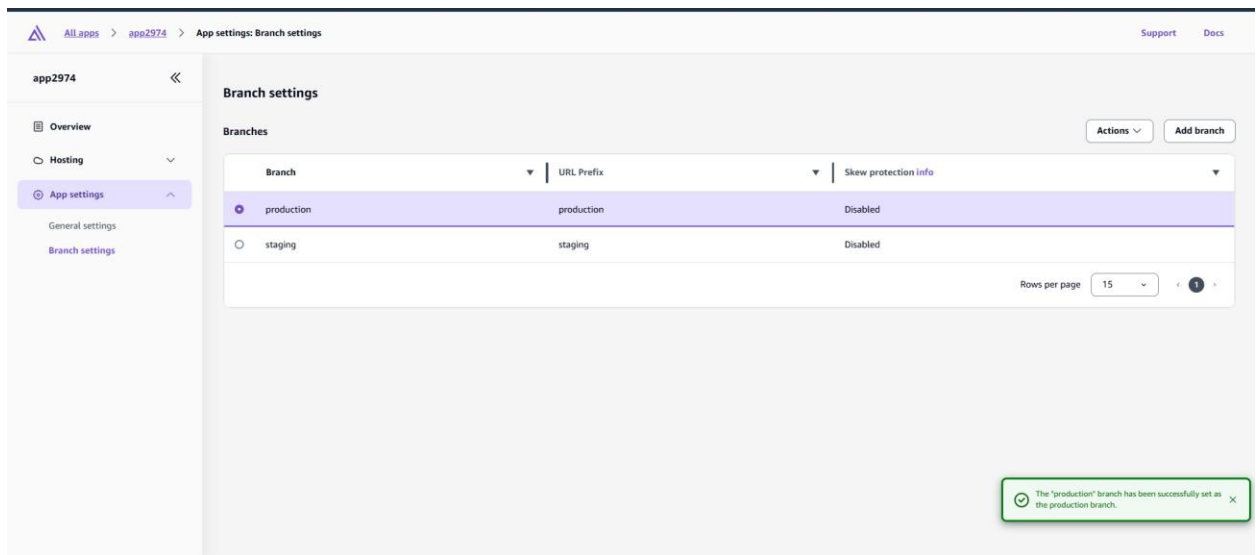 All apps > app2974 > App settings: Branch settings
Support Docs
app2974
Overview
Hosting
App settings
General settings
Branch settings
Branch settings
Branches
Actions
Add branch
Branch URL Prefix Skew protection info
production production Disabled
staging staging Disabled
Rows per page 15 1
The "production" branch has been successfully set as
the production branch.